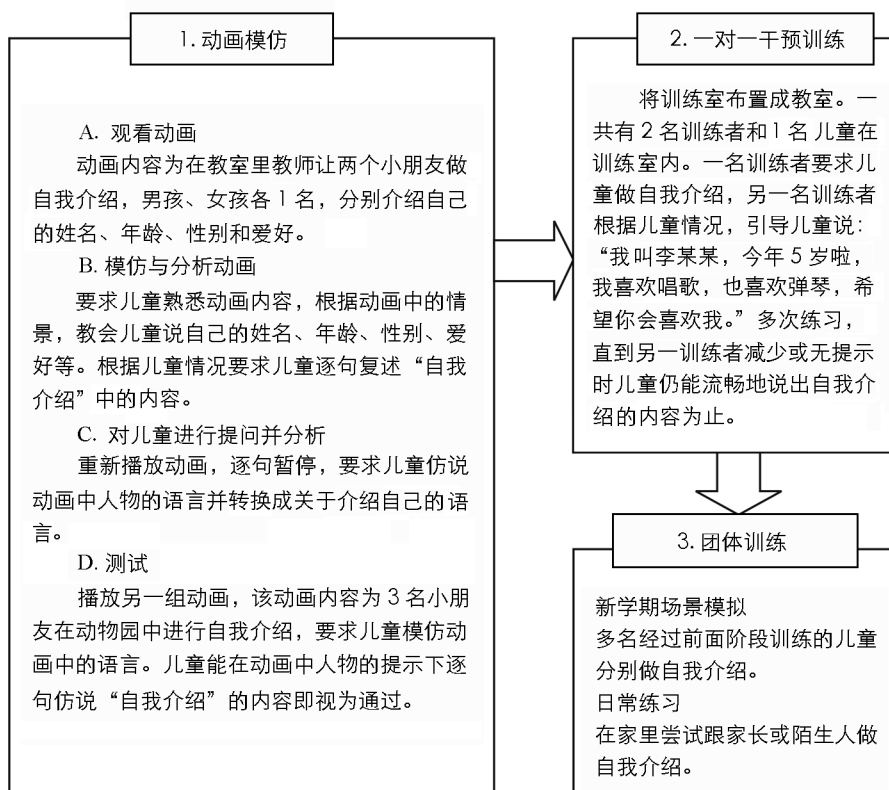 1.动画模仿
A. 观看动画
动画内容为在教室里教师让两个小朋友做
自我介绍，男孩、女孩各1名，分别介绍自己
的姓名、年龄、性别和爱好。
B. 模仿与分析动画
要求儿童熟悉动画内容，根据动画中的情
景，教会儿童说自己的姓名、年龄、性别、爱
好等。根据儿童情况要求儿童逐句复述“自我
介绍”中的内容。
C. 对儿童进行提问并分析
重新播放动画，逐句暂停，要求儿童仿说
动画中人物的语言并转换成关于介绍自己的语
言。
D. 测试
播放另一组动画，该动画内容为3名小朋
友在动物园中进行自我介绍，要求儿童模仿动
画中的语言。儿童能在动画中人物的提示下逐
句仿说“自我介绍”的内容即视为通过。
2.一对一干预训练
将训练室布置成教室。一
共有2名训练者和1名儿童在
训练室内。一名训练者要求儿
童做自我介绍，另一名训练者
根据儿童情况，引导儿童说：
“我叫李某某，今年5岁啦，
我喜欢唱歌，也喜欢弹琴，希
望你会喜欢我。”多次练习，
直到另一训练者减少或无提示
时儿童仍能流畅地说出自我介
绍的内容为止。
3.团体训练
新学期场景模拟
多名经过前面阶段训练的儿童
分别做自我介绍。
日常练习
在家里尝试跟家长或陌生人做
自我介绍。